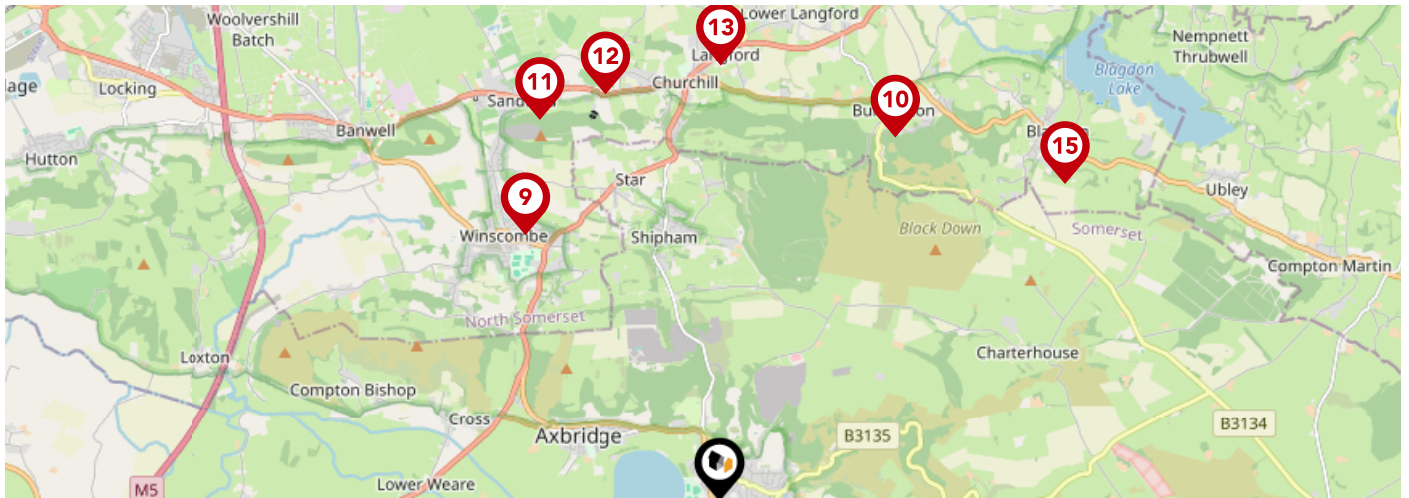 Woolvershill
Batch
13
Lower Langford
Nempnett
Thrubwell
12
Langford
Blagdon
Lake
11
Churchill
Locking
10
Banwell
15
Hutton
Star
Ubley
9
Winscombe
Shipham
Black Down
Somerset
Compton Martin
North Somerset
Loxton
Charterhouse
Compton Bishop
Cross
Axbridge
B3135
B3134
M5
Lower Weare